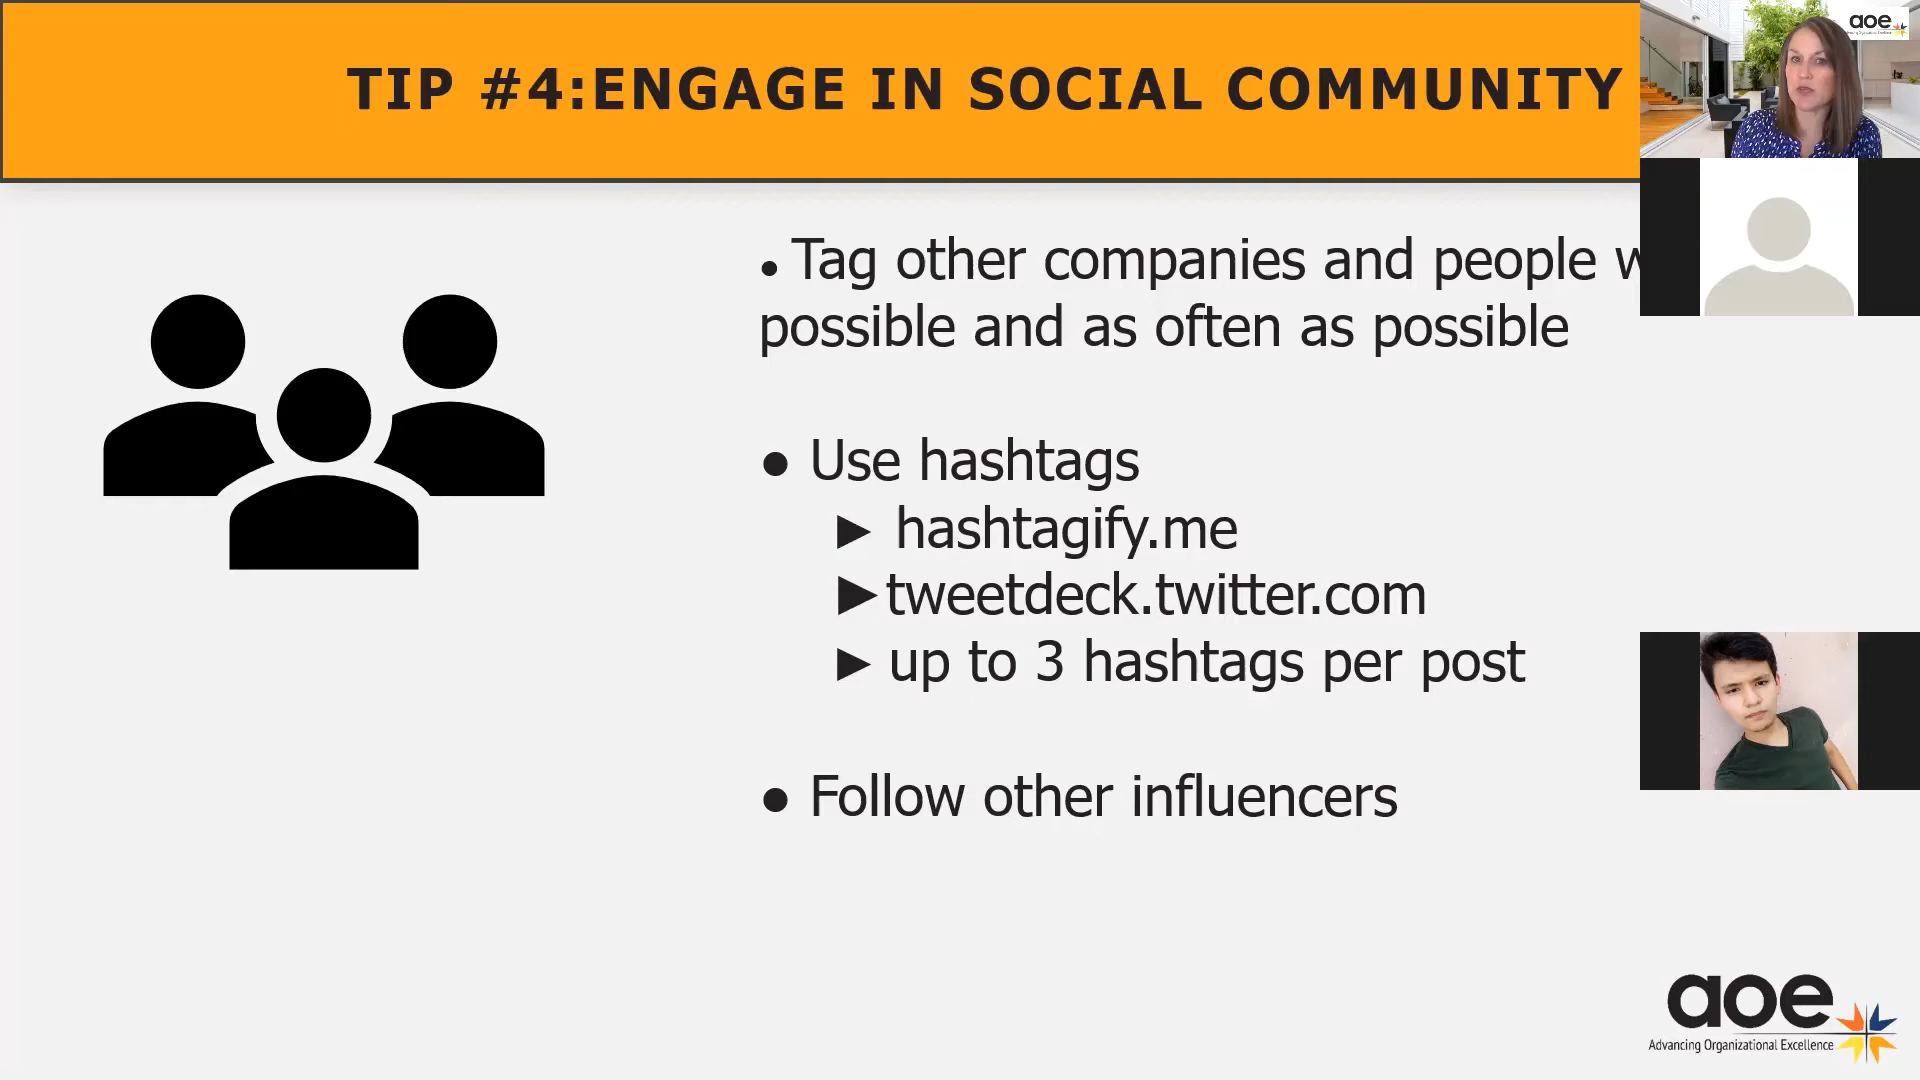 TIP #4:ENGAGE IN SOCIAL COMMUNITY
aoe
• Tag other companies and people
possible and as often as possible
● Use hashtags
► hashtagify.me
►tweetdeck.twitter.com
► up to 3 hashtags per post
● Follow other influencers
aoe
Advancing Organizational Excellence